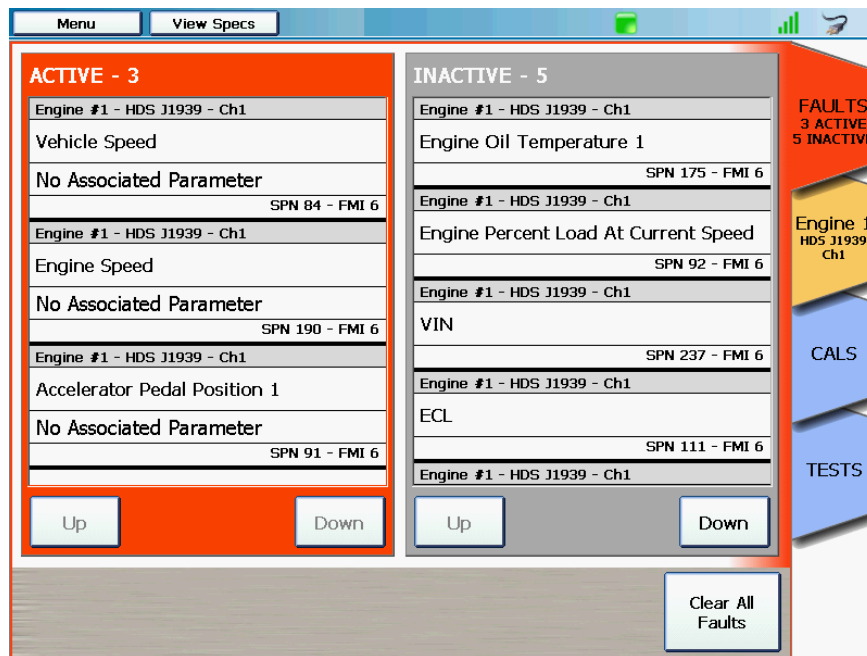 Menu
View Specs
ACTIVE - 3
Engine #1 - HDS J1939 - Ch1
Vehicle Speed
No Associated Parameter
SPN 84 - FMI 6
Engine #1 - HDS J1939 - Ch1
Engine Speed
No Associated Parameter
SPN 190 - FMI 6
Engine #1 - HDS J1939 - Ch1
Accelerator Pedal Position 1
No Associated Parameter
SPN 91 - FMI 6
Up
Down
INACTIVE - 5
Engine #1 - HDS J1939 - Ch1
Engine Oil Temperature 1
SPN 175 - FMI 6
Engine #1 - HDS J1939 - Ch1
Engine Percent Load At Current Speed
SPN 92 - FMI 6
Engine #1 - HDS J1939 - Ch1
VIN
SPN 237 - FMI 6
Engine #1 - HDS J1939 - Ch1
ECL
SPN 111 - FMI 6
Engine #1 - HDS J1939 - Ch1
Up
Down
FAULTS
3 ACTIVE
5 INACTIV
Engine 1
HDS J1939
Ch1
CALS
TESTS
Clear All
Faults